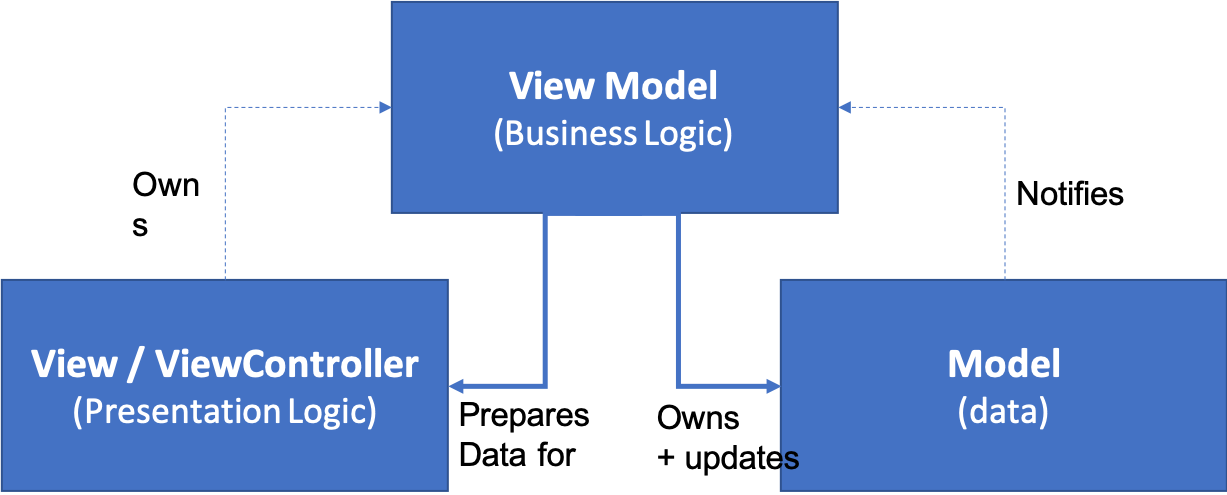 View Model
(Business Logic)
Own
s
Notifies
View / ViewController
(Presentation Logic)
Prepares
Data for
Owns
+ updates
Model
(data)